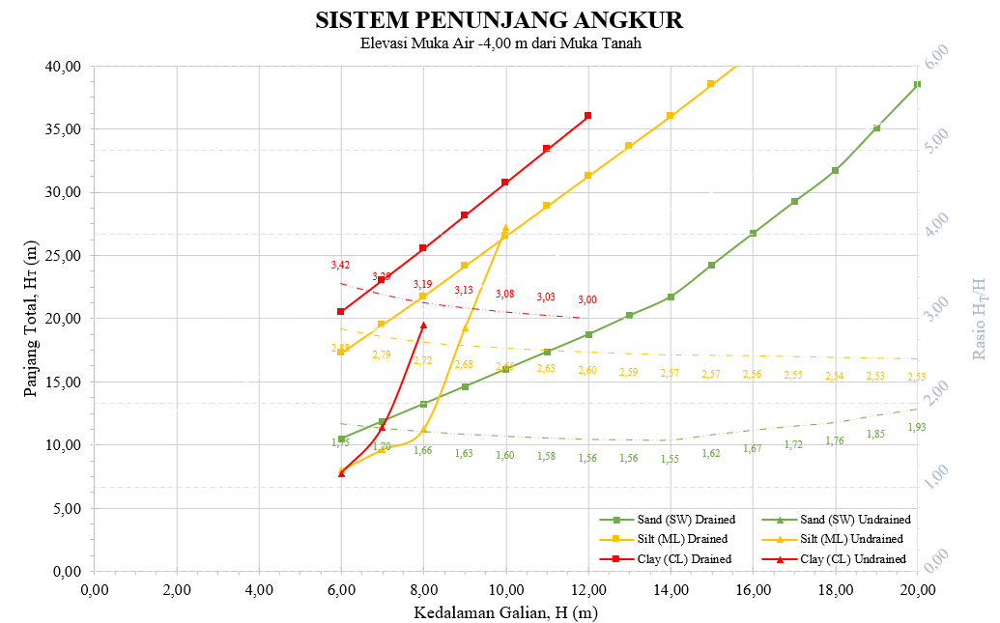 SISTEM PENUNJANG ANGKUR
Elevasi Muka Air -4,00 m dari Muka Tanah
Panjang Total, HT (m)
40,00
35,00
30,00
25,00
20,00
15,00
10,00
5,00
0,00
0,00 2,00 4,00 6,00 8,00 10,00 12,00 14,00 16,00 18,00 20,00
Kedalaman Galian, H (m)
6,00
5,00
4,00
3,00
2,00
1,00
0,00
Rasio HT/H
3,42 3,29 3,19 3,13 3,08 3,03 3,00
2,88 2,79 2,72 2,68 2,65 2,63 2,60 2,59 2,57 2,57 2,56 2,55 2,54 2,53 2,53
1,75 1,70 1,66 1,63 1,60 1,58 1,56 1,56 1,55 1,62 1,67 1,72 1,76 1,85 1,93
Sand (SW) Drained Sand (SW) Undrained
Silt (ML) Drained Silt (ML) Undrained
Clay (CL) Drained Clay (CL) Undrained